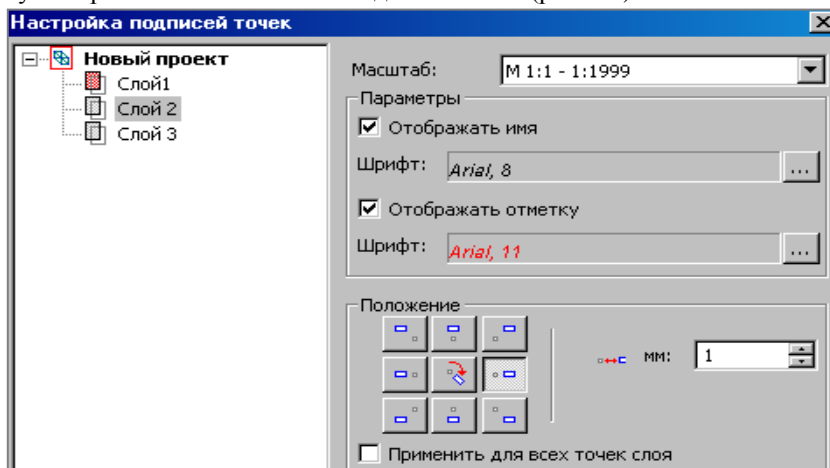 Настройка подписей точек
Новый проект
Слой1
Слой 2
Слой 3
Масштаб: М 1:1 - 1:1999
Параметры
Отображать имя
Шрифт: Arial, 8 ...
Отображать отметку
Шрифт: Arial, 11 ...
Положение
мм: 1
Применить для всех точек слоя